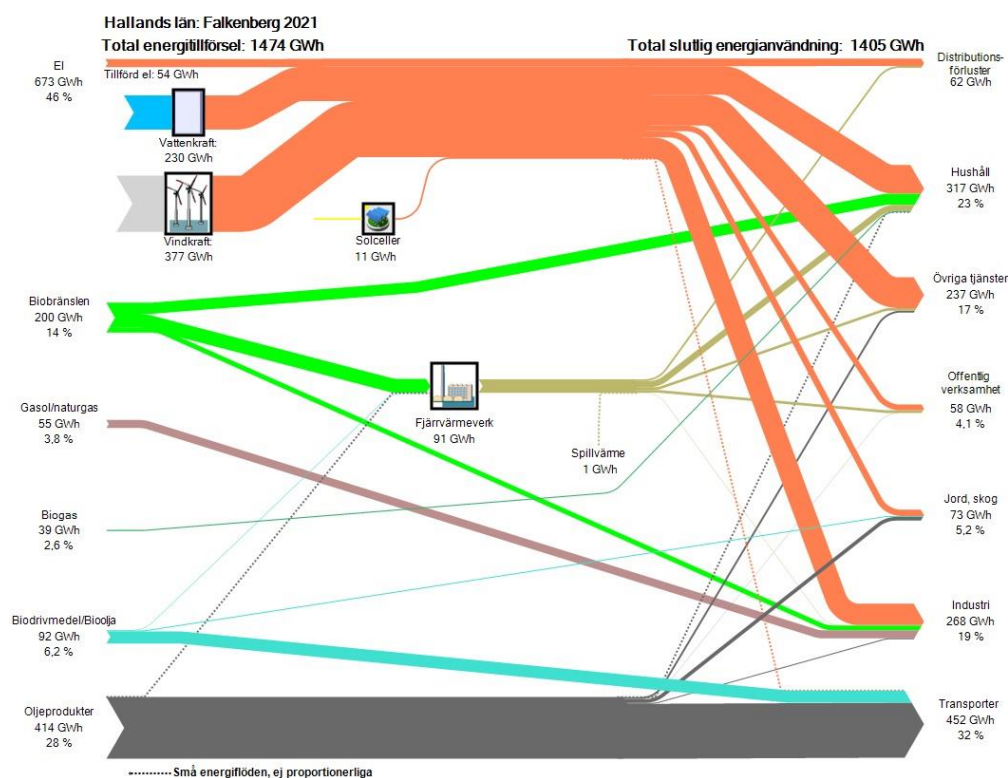 Hallands län: Falkenberg 2021
Total energitillförsel: 1474 GWh
Total slutlig energianvändning: 1405 GWh
El
673 GWh
46 %
Tillförd el: 54 GWh
Vattenkraft:
230 GWh
Vindkraft:
377 GWh
Solceller
11 GWh
Biobränslen
200 GWh
14 %
Gasol/naturgas
55 GWh
3,8 %
Biogas
39 GWh
2,6 %
Biodrivmedel/Bioolja
92 GWh
6,2 %
Oljeprodukter
414 GWh
28 %
Fjärrvärmeverk
91 GWh
Spillvärme
1 GWh
Distributions-
förluster
62 GWh
Hushåll
317 GWh
23 %
Övriga tjänster
237 GWh
17 %
Offentlig
verksamhet
58 GWh
4,1 %
Jord, skog
73 GWh
5,2 %
Industri
268 GWh
19 %
Transporter
452 GWh
32 %
Små energiflöden, ej proportionerliga